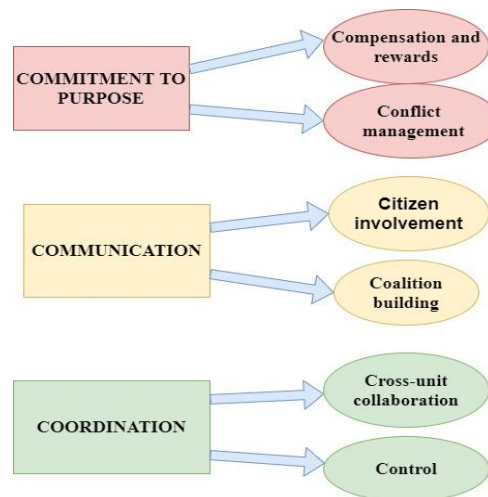 COMMITMENT TO
PURPOSE
Compensation and
rewards
Conflict
management
COMMUNICATION
Citizen
involvement
Coalition
building
COORDINATION
Cross-unit
collaboration
Control